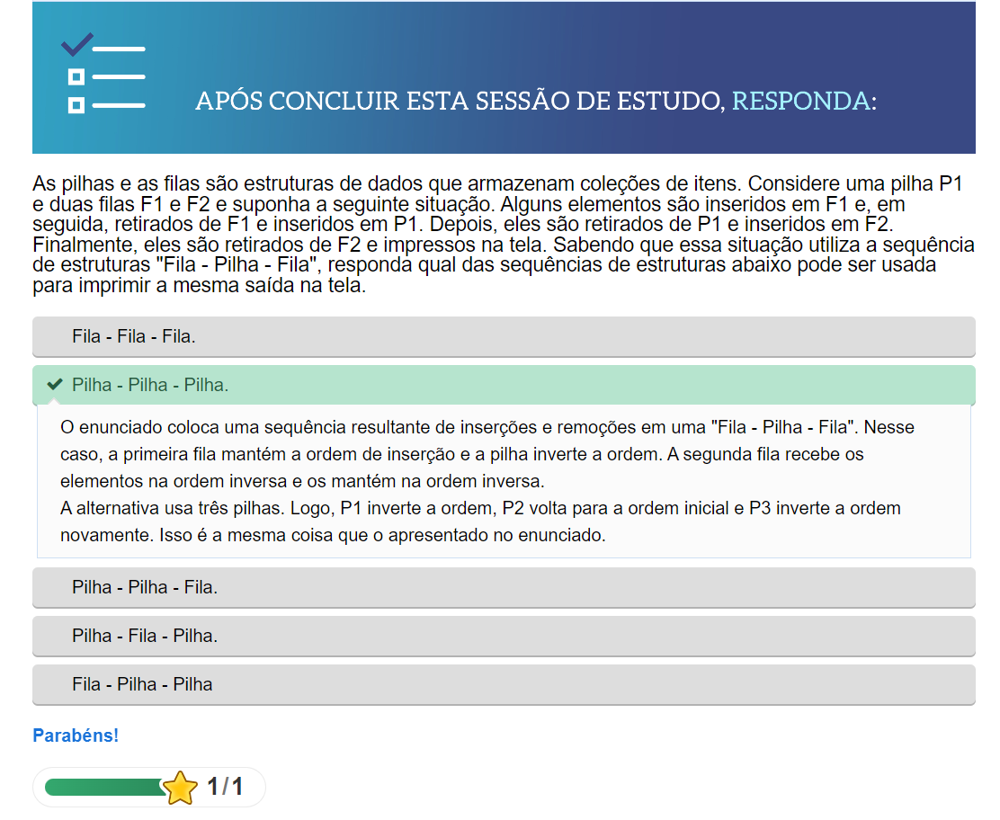 APÓS CONCLUIR ESTA SESSÃO DE ESTUDO, RESPONDA:
As pilhas e as filas são estruturas de dados que armazenam coleções de itens. Considere uma pilha P1
e duas filas F1 e F2 e suponha a seguinte situação. Alguns elementos são inseridos em F1 e, em
seguida, retirados de F1 e inseridos em P1. Depois, eles são retirados de P1 e inseridos em F2.
Finalmente, eles são retirados de F2 e impressos na tela. Sabendo que essa situação utiliza a sequência
de estruturas "Fila - Pilha - Fila", responda qual das sequências de estruturas abaixo pode ser usada
para imprimir a mesma saída na tela.
Fila - Fila - Fila.
Pilha - Pilha - Pilha.
O enunciado coloca uma sequência resultante de inserções e remoções em uma "Fila - Pilha - Fila". Nesse
caso, a primeira fila mantém a ordem de inserção e a pilha inverte a ordem. A segunda fila recebe os
elementos na ordem inversa e os mantém na ordem inversa.
A alternativa usa três pilhas. Logo, P1 inverte a ordem, P2 volta para a ordem inicial e P3 inverte a ordem
novamente. Isso é a mesma coisa que o apresentado no enunciado.
Pilha - Pilha - Fila.
Pilha - Fila - Pilha.
Fila - Pilha - Pilha
Parabéns!
1/1